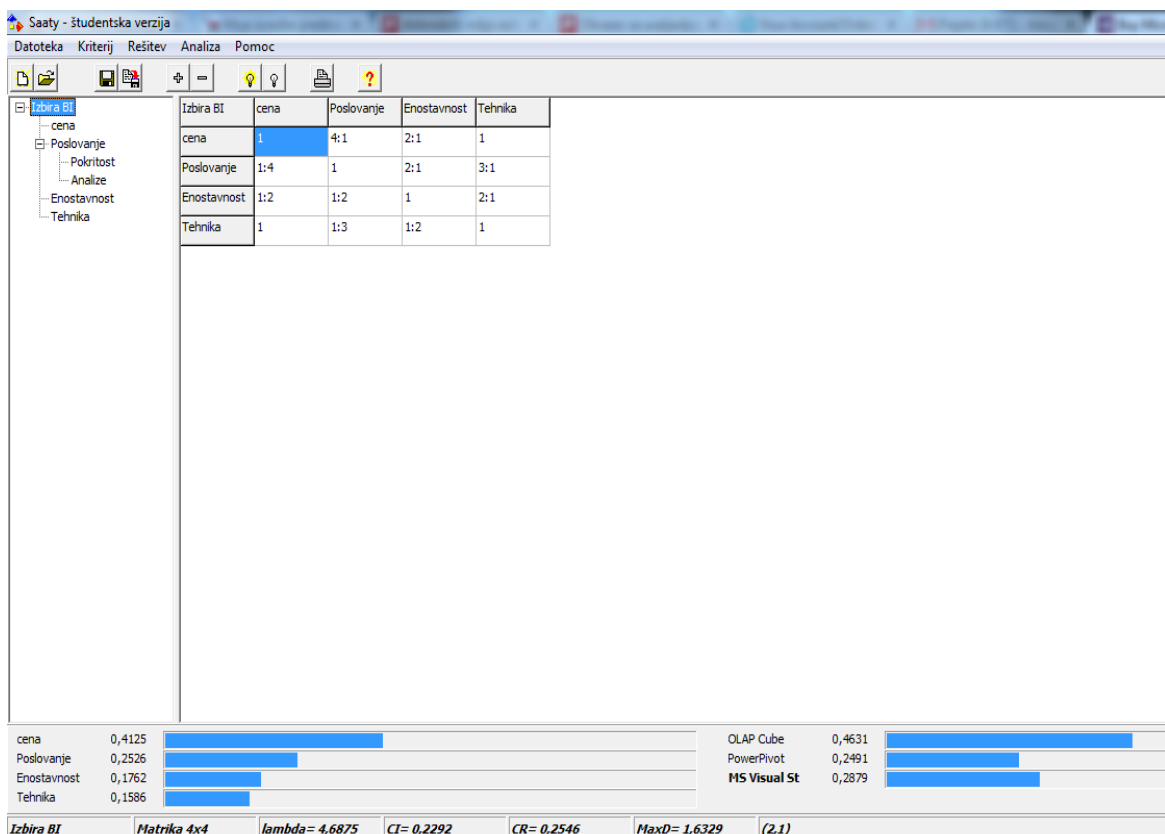 Saaty - študentska verzija
Datoteka Kriterij Rešitev Analiza Pomoc
Izbira BI
cena
Poslovanje
Pokritost
Analize
Enostavnost
Tehnika
Izbira BI cena Poslovanje Enostavnost Tehnika
cena 1 4:1 2:1 1
Poslovanje 1:4 1 2:1 3:1
Enostavnost 1:2 1:2 1 2:1
Tehnika 1 1:3 1:2 1
cena 0,4125
Poslovanje 0,2526
Enostavnost 0,1762
Tehnika 0,1586
OLAP Cube 0,4631
PowerPivot 0,2491
MS Visual St 0,2879
Izbira BI Matrika 4x4 lambda= 4,6875 CI= 0,2292 CR= 0,2546 MaxD= 1,6329 (2,1)